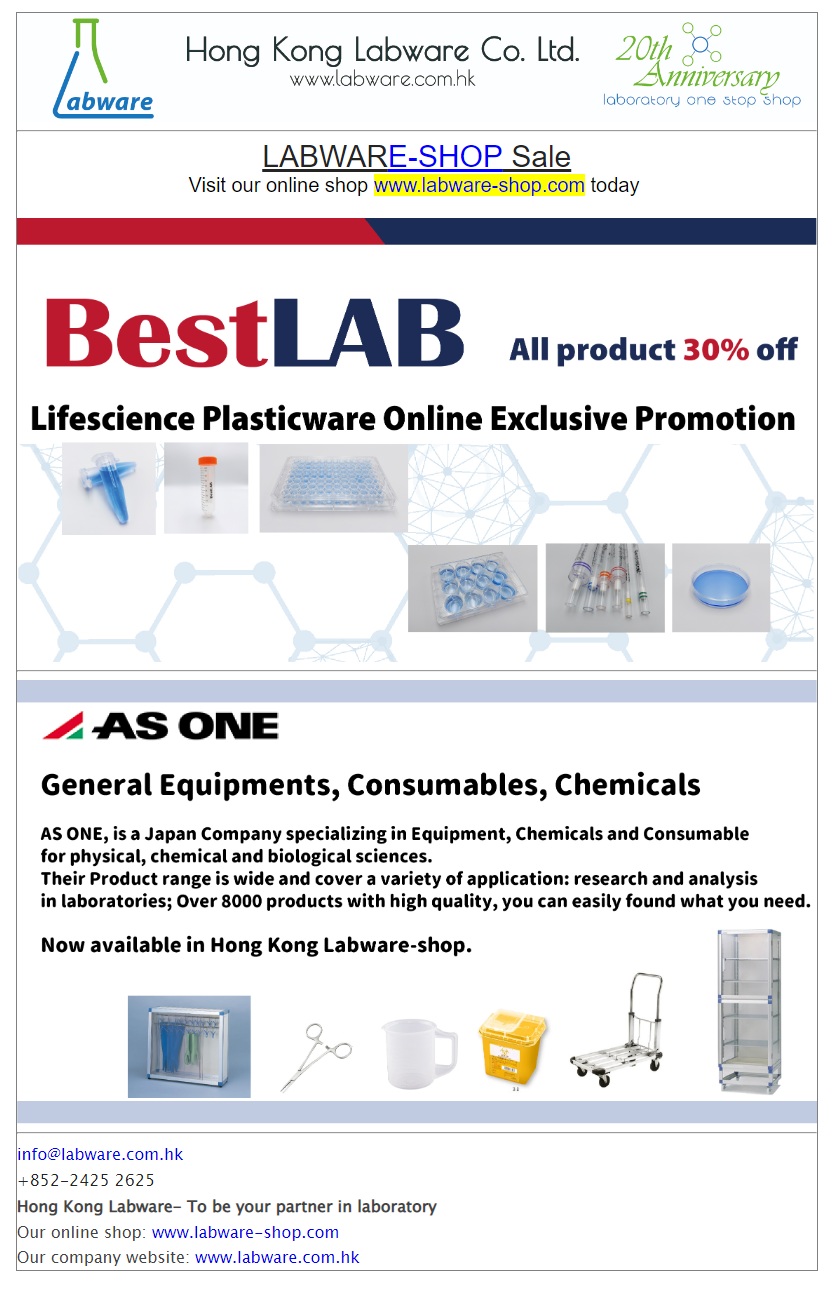 Labware
Hong Kong Labware Co. Ltd.
www.labware.com.hk
20th
Anniversary
laboratory one stop shop
LABWARE-SHOP Sale
Visit our online shop www.labware-shop.com today
BestLAB
All product 30% off
Lifescience Plasticware Online Exclusive Promotion
AS ONE
General Equipments, Consumables, Chemicals
AS ONE, is a Japan Company specializing in Equipment, Chemicals and Consumable
for physical, chemical and biological sciences.
Their Product range is wide and cover a variety of application: research and analysis
in laboratories; Over 8000 products with high quality, you can easily found what you need.
Now available in Hong Kong Labware-shop.
info@labware.com.hk
+852-2425 2625
Hong Kong Labware- To be your partner in laboratory
Our online shop: www.labware-shop.com
Our company website: www.labware.com.hk